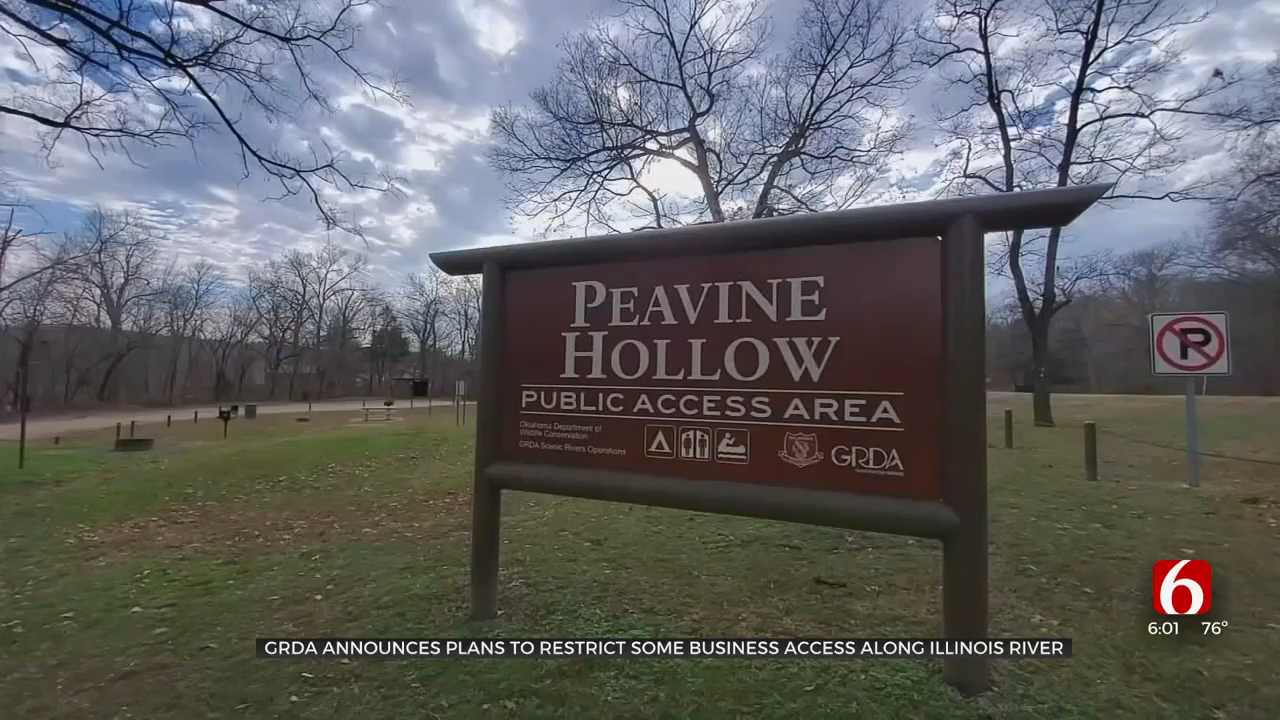 PEAVINE
HOLLOW
PUBLIC ACCESS AREA
Oklahoma Department of
Wildlife Conservation
GRDA Scenic Rivers Operations
GRDA
P
6
6:01 76°
GRDA ANNOUNCES PLANS TO RESTRICT SOME BUSINESS ACCESS ALONG ILLINOIS RIVER